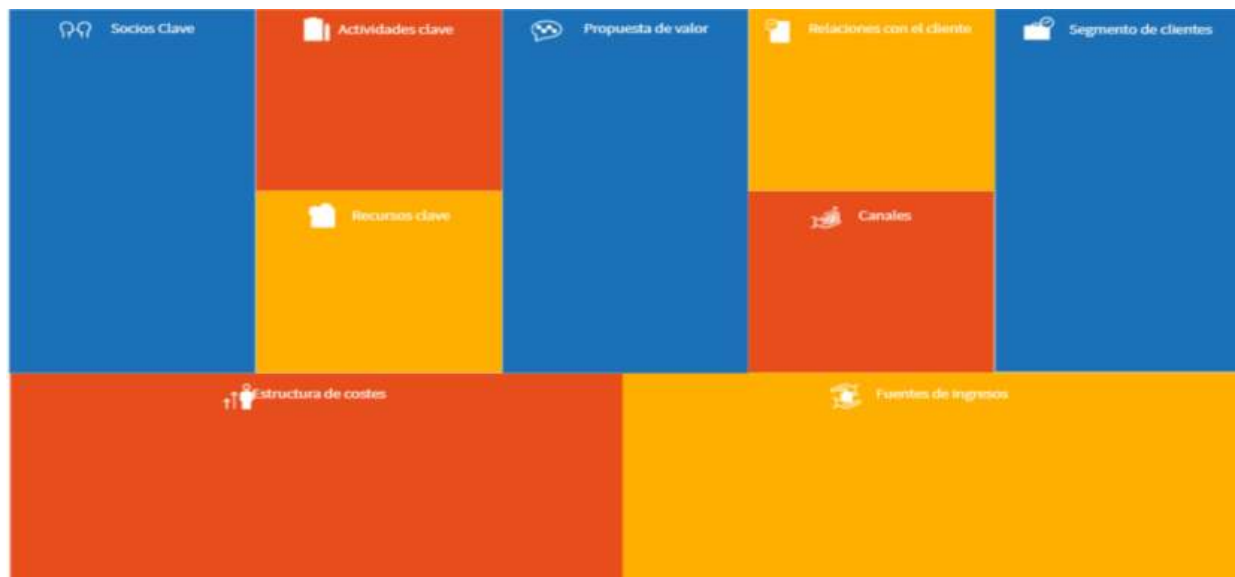 Socios Clave
Actividades clave
Propuesta de valor
Relaciones con el cliente
Segmento de clientes
Recursos clave
Canales
Estructura de costes
Fuentes de ingresos